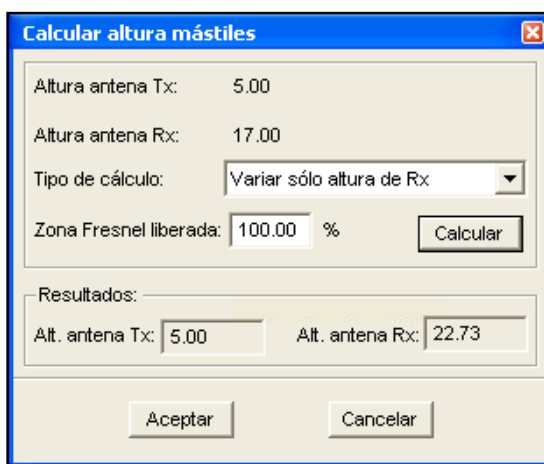 Calcular altura mástiles
Altura antena Tx: 5.00
Altura antena Rx: 17.00
Tipo de cálculo: Variar sólo altura de Rx
Zona Fresnel liberada: 100.00 % Calcular
Resultados:
Alt. antena Tx: 5.00 Alt. antena Rx: 22.73
Aceptar Cancelar